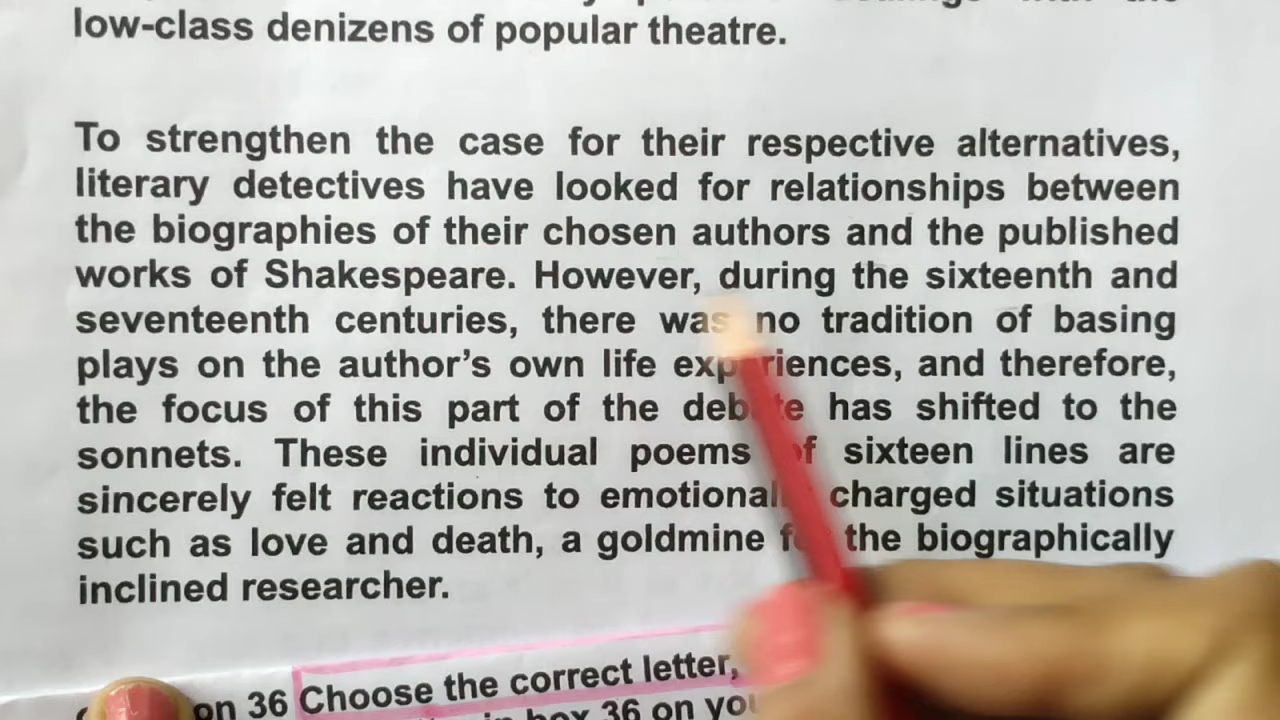 low-class denizens of popular theatre.
To strengthen the case for their respective alternatives,
literary detectives have looked for relationships between
the biographies of their chosen authors and the published
works of Shakespeare. However, during the sixteenth and
seventeenth centuries, there was no tradition of basing
plays on the author's own life experiences, and therefore,
the focus of this part of the debate has shifted to the
sonnets. These individual poems of sixteen lines are
sincerely felt reactions to emotionally charged situations
such as love and death, a goldmine for the biographically
inclined researcher.
on 36 Choose the correct letter,
in box 36 on you